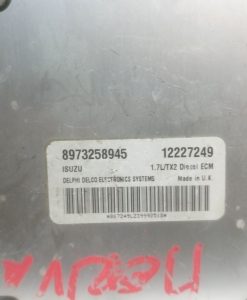 8973258945 12227249
ISUZU 1.7L/TX2 Diesel ECM
DELPHI DELCO ELECTRONICS SYSTEMS Made in U.K.